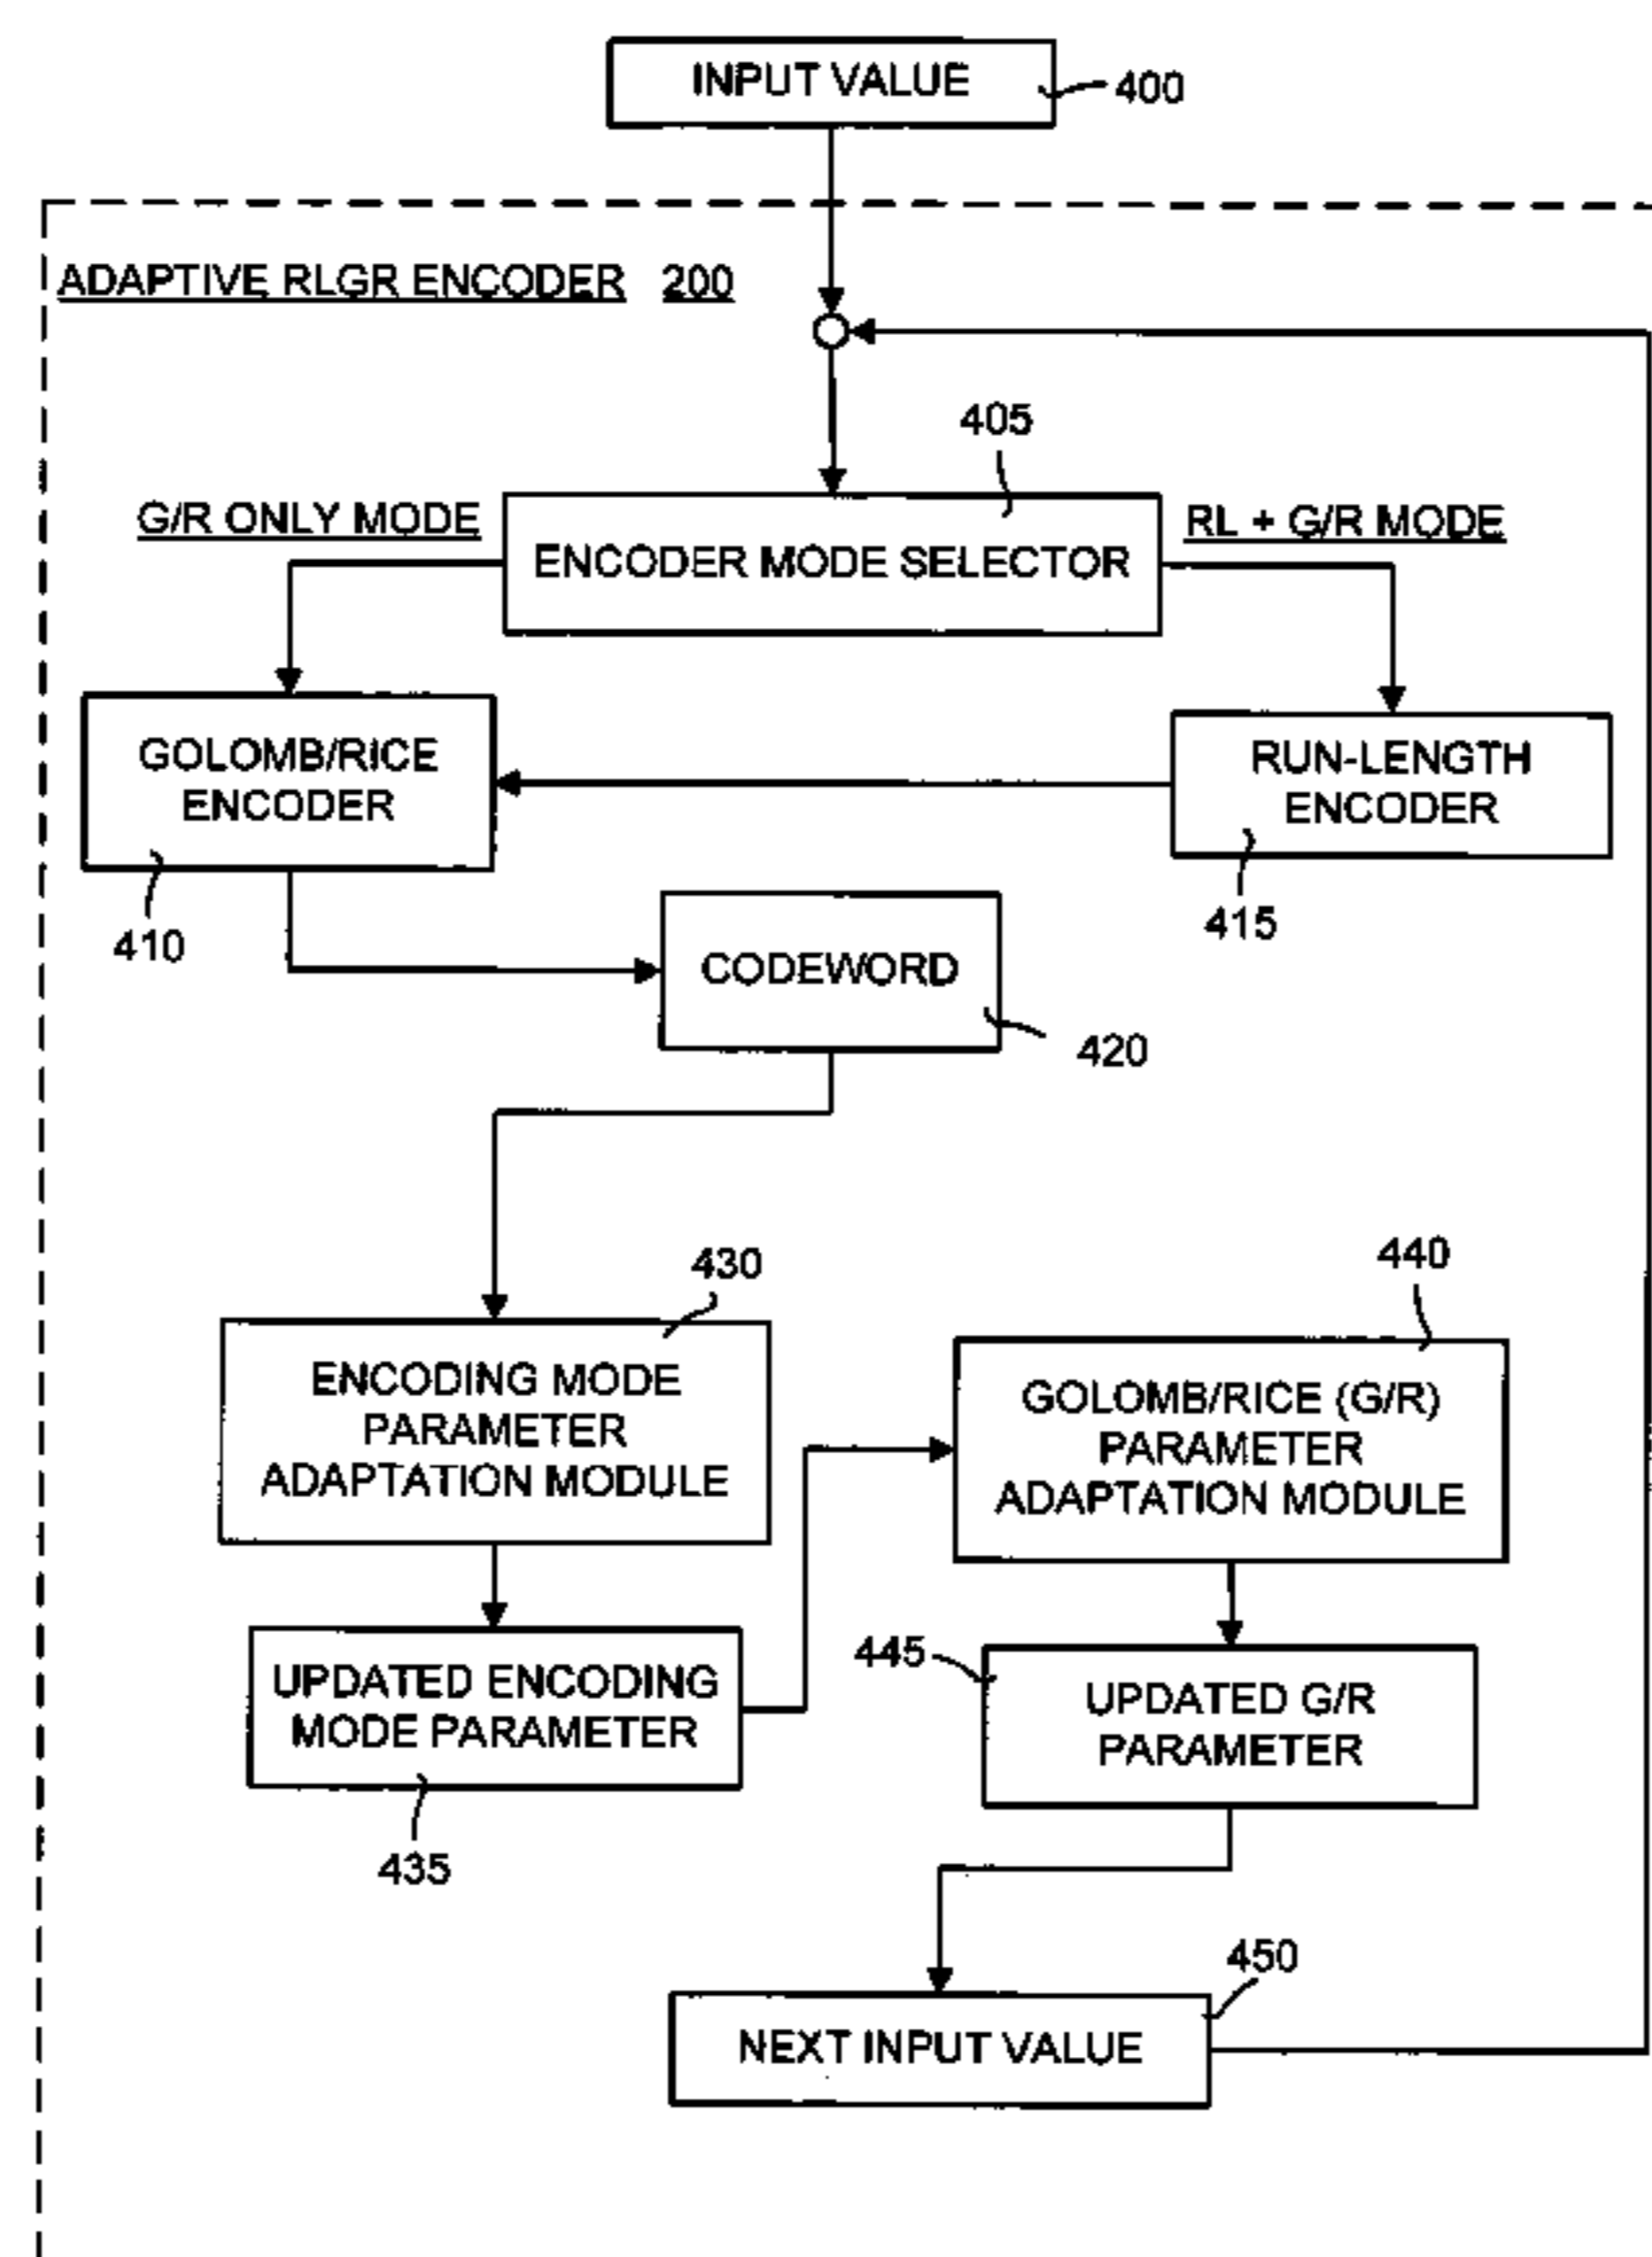 INPUT VALUE
400
ADAPTIVE RLGR ENCODER 200
405
G/R ONLY MODE
ENCODER MODE SELECTOR
RL + G/R MODE
GOLOMB/RICE
ENCODER
RUN-LENGTH
ENCODER
410
415
CODEWORD
420
430
440
ENCODING MODE
PARAMETER
ADAPTATION MODULE
GOLOMB/RICE (G/R)
PARAMETER
ADAPTATION MODULE
UPDATED ENCODING
MODE PARAMETER
445
UPDATED G/R
PARAMETER
435
450
NEXT INPUT VALUE